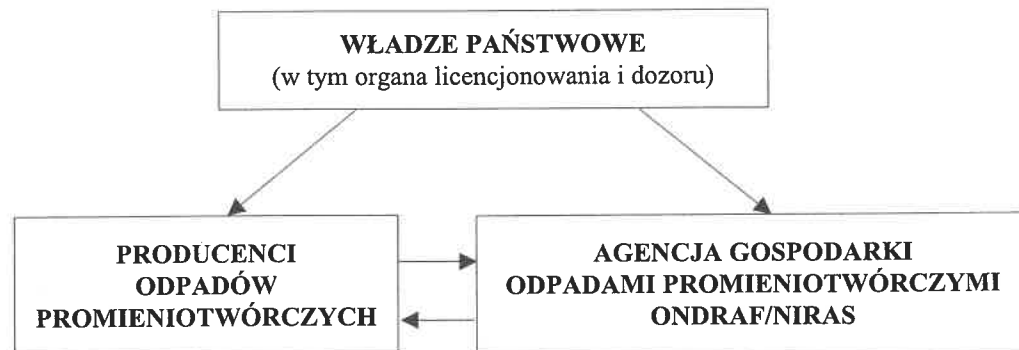 WŁADZE PAŃSTWOWE
(w tym organa licencjonowania i dozoru)
PRODUCENCI
ODPADÓW
PROMIENIOTWÓRCZYCH
AGENCJA GOSPODARKI
ODPADAMI PROMIENIOTWÓRCZYMI
ONDRAF/NIRAS